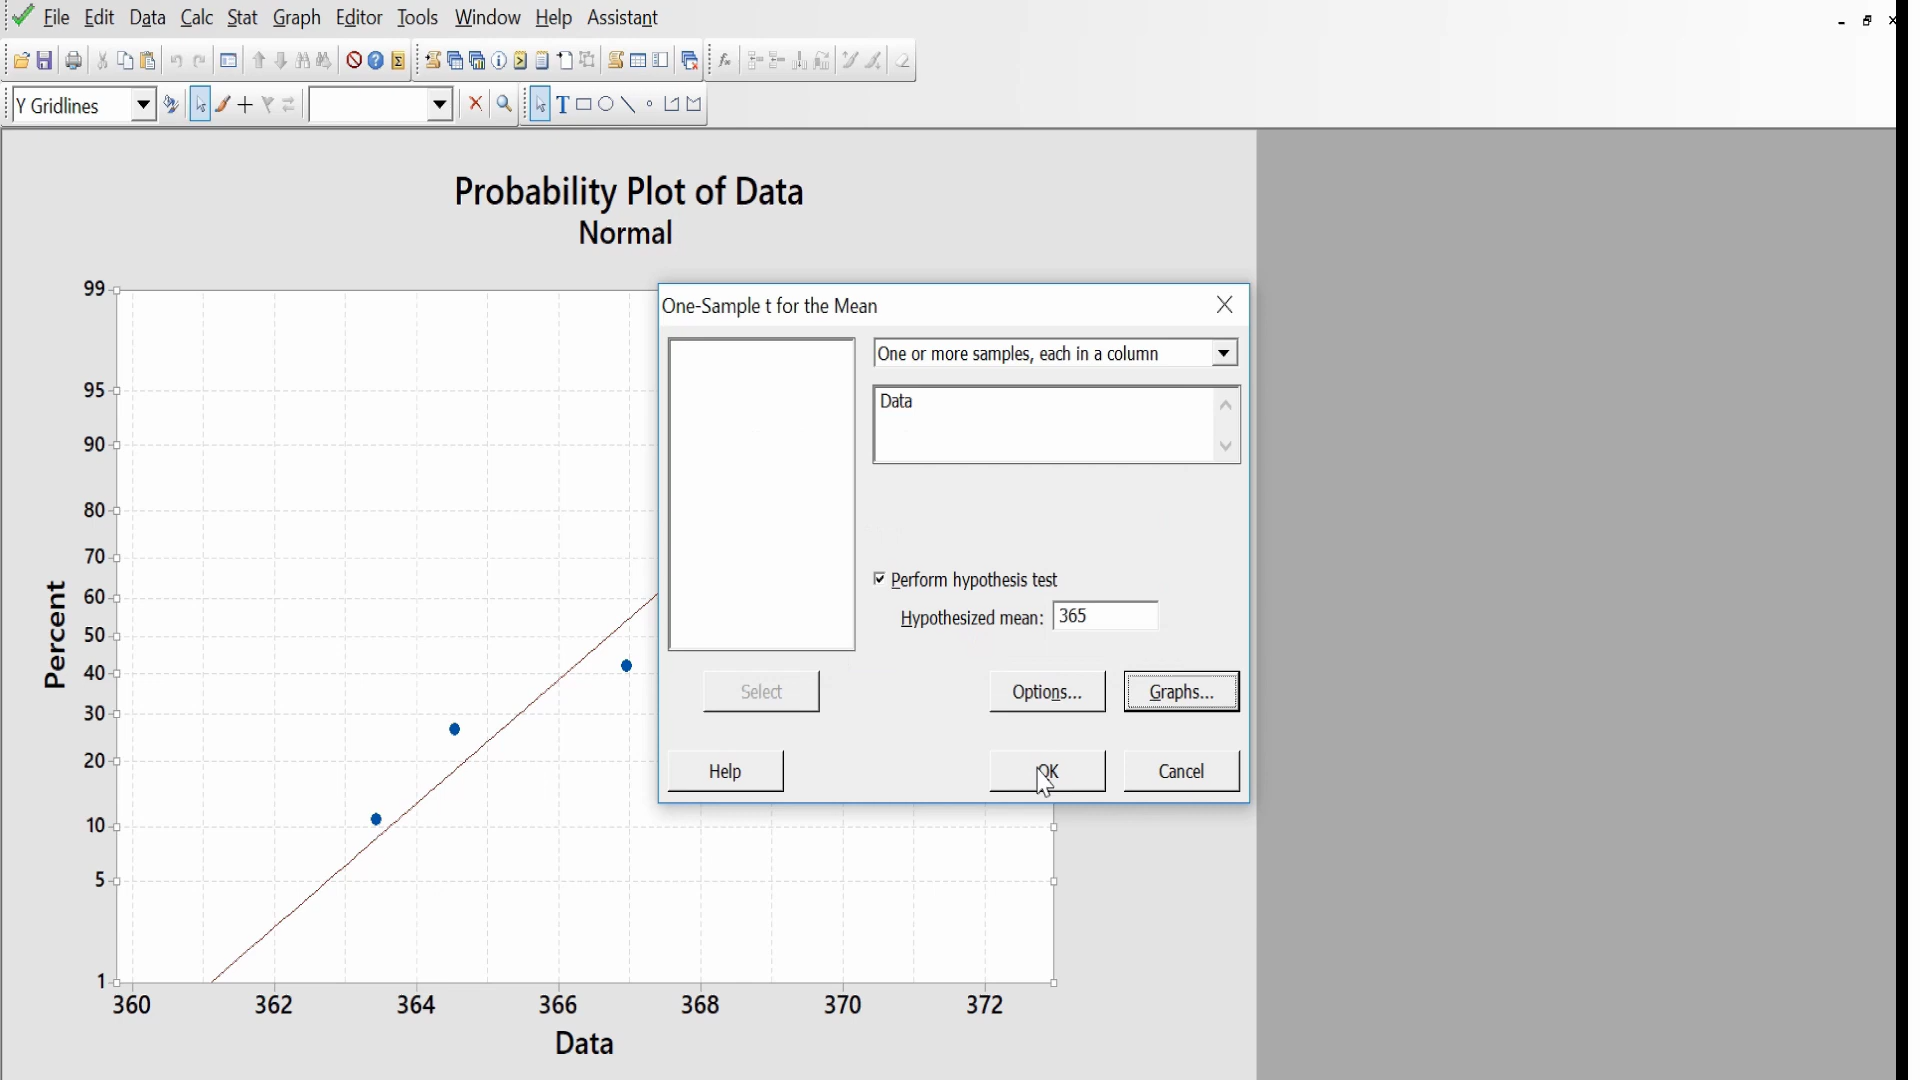 File Edit Data Calc Stat Graph Editor Tools Window Help Assistant
Y Gridlines
Probability Plot of Data
Normal
One-Sample t for the Mean
One or more samples, each in a column
Data
Perform hypothesis test
Hypothesized mean: 365
Select
Options...
Graphs...
Help
OK
Cancel
99
95
90
80
70
60
50
40
30
20
10
5
1
Percent
360 362 364 366 368 370 372
Data